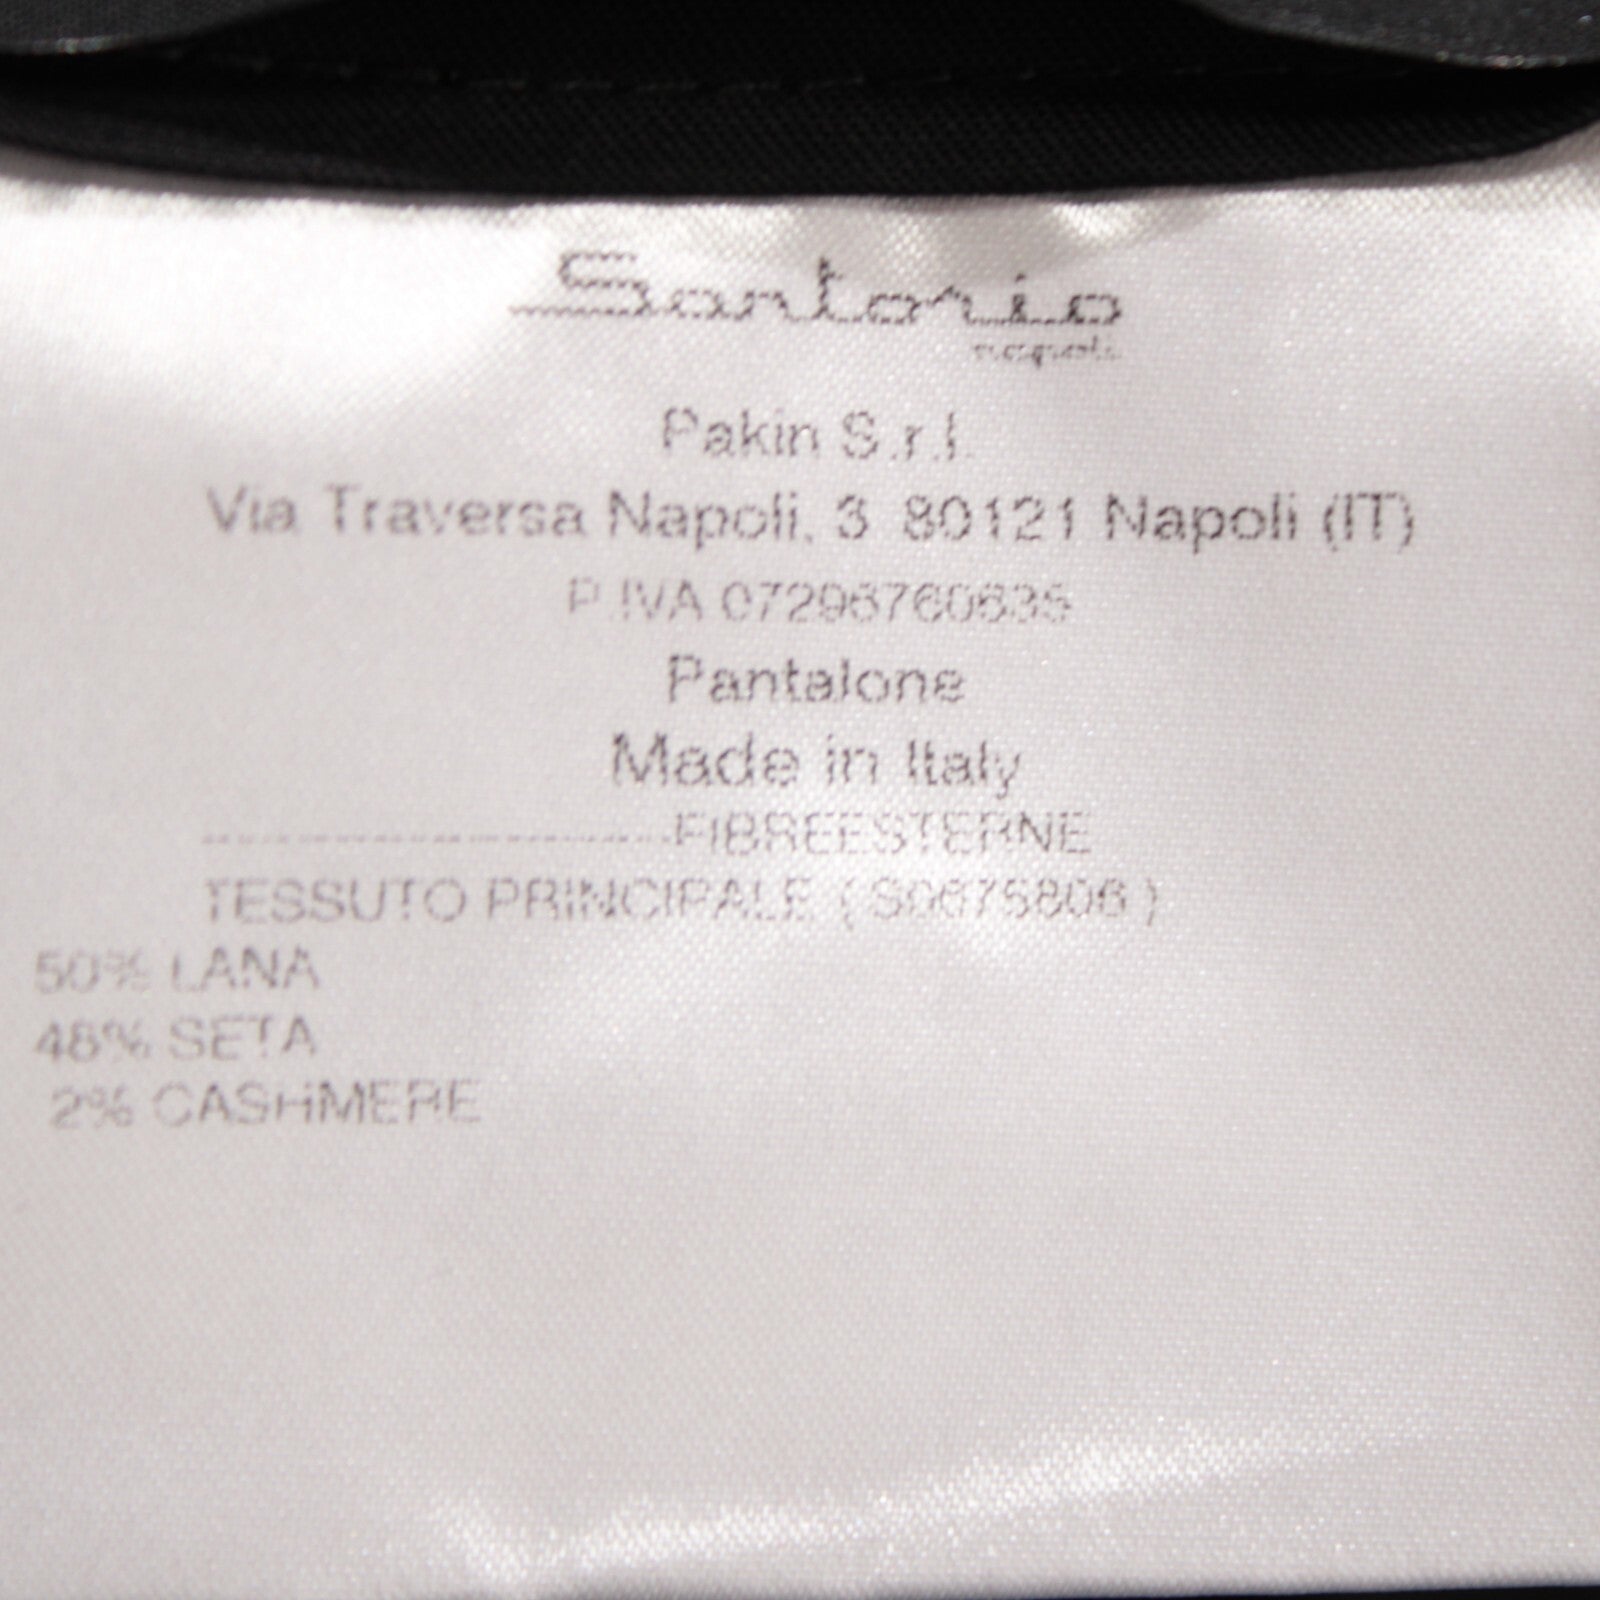 Sartorio
napoli
Pakin S.r.l.
Via Traversa Napoli, 3 80121 Napoli (IT)
P.IVA 07296760635
Pantalone
Made in Italy
-----------------------FIBREESTERNE
TESSUTO PRINCIPALE ( S0675806 )
50% LANA
48% SETA
2% CASHMERE